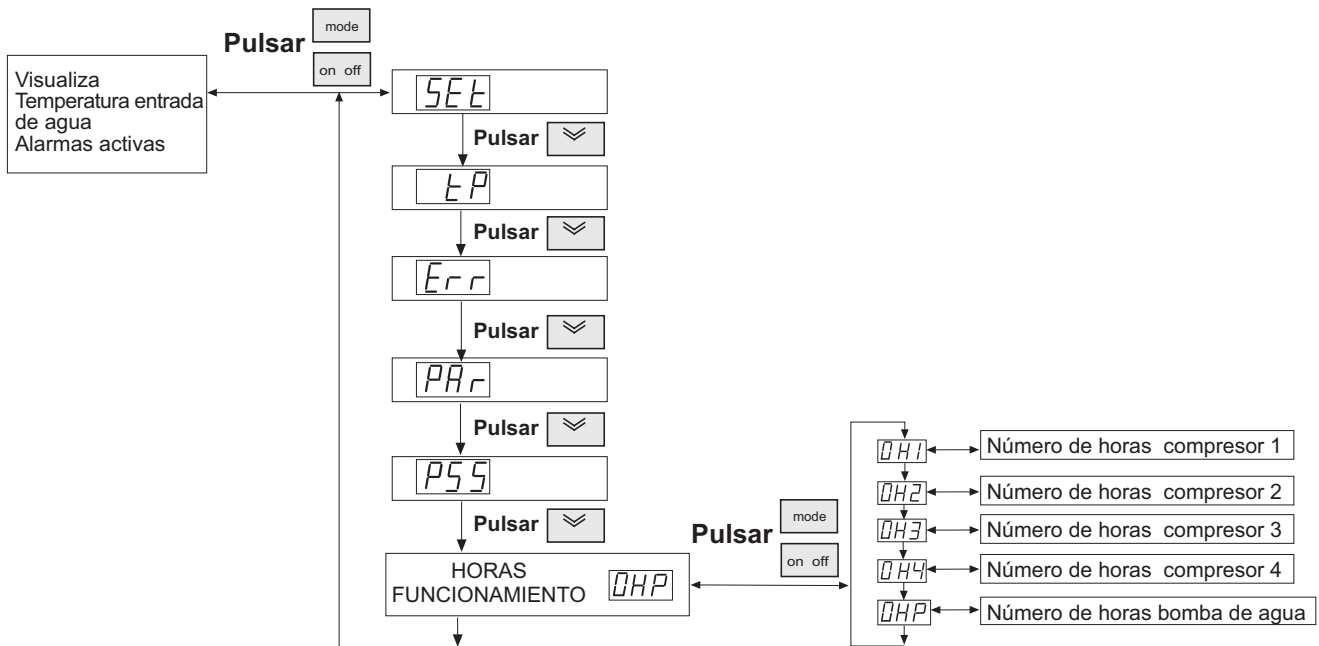 Pulsar
mode
on off
Visualiza
Temperatura entrada
de agua
Alarmas activas
SEt
Pulsar
tP
Pulsar
Err
Pulsar
PAr
Pulsar
PSS
Pulsar
HORAS
FUNCIONAMIENTO
OHP
Pulsar
mode
on off
OH1
Número de horas compresor 1
OH2
Número de horas compresor 2
OH3
Número de horas compresor 3
OH4
Número de horas compresor 4
OHP
Número de horas bomba de agua